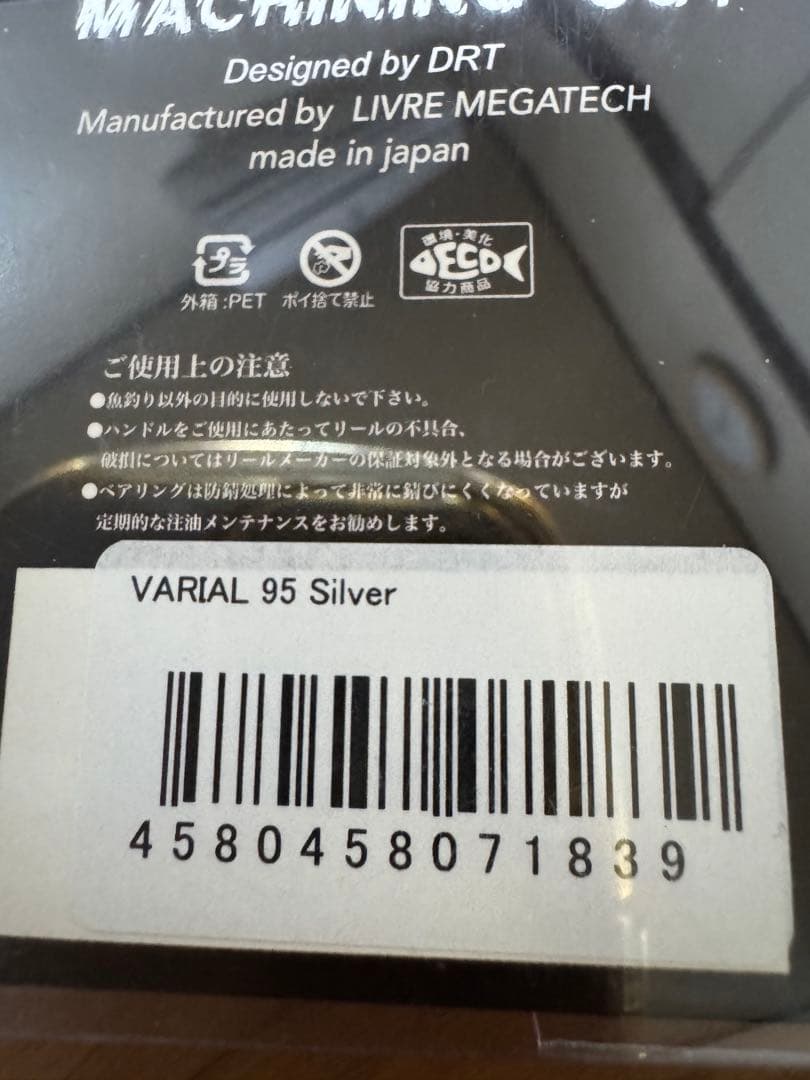 MACHINING CUT
Designed by DRT
Manufactured by LIVRE MEGATECH
made in japan
プラ
環境・美化
ECO
協力商品
外箱:PET
ポイ捨て禁止
ご使用上の注意
●魚釣り以外の目的に使用しないで下さい。
●ハンドルをご使用にあたってリールの不具合、
破損についてはリールメーカーの保証対象外となる場合がございます。
●ベアリングは防錆処理によって非常に錆びにくくなっていますが
定期的な注油メンテナンスをお勧めします。
VARIAL 95 Silver
4580458071839